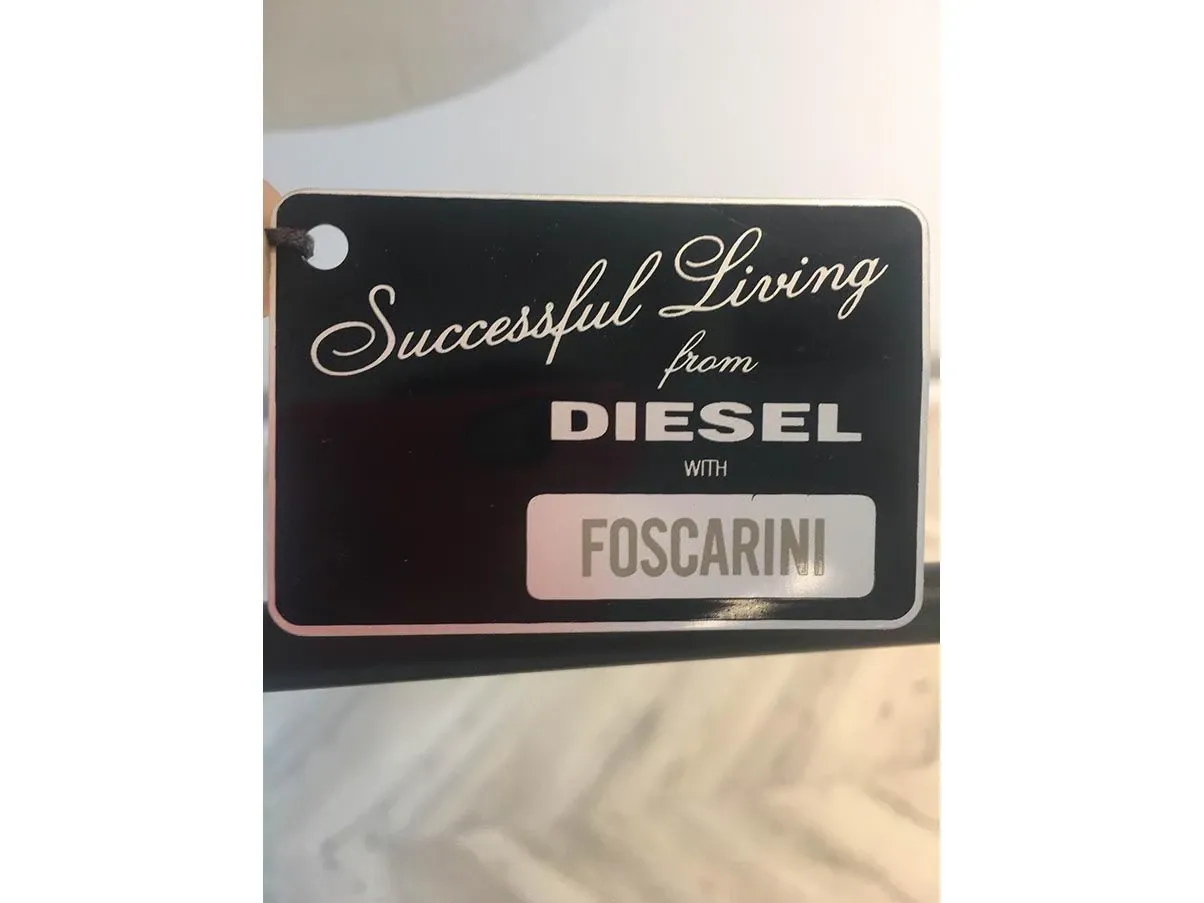 Successful Living
from
DIESEL
WITH
FOSCARINI